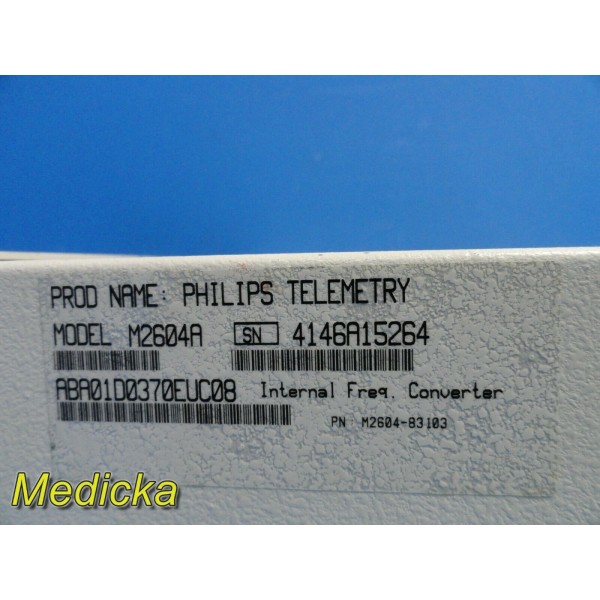 PROD NAME: PHILIPS TELEMETRY
MODEL M2604A SN 4146A15264
ABA01D0370EUC08 Internal Freq. Converter
PN: M2604-83103
Medicka